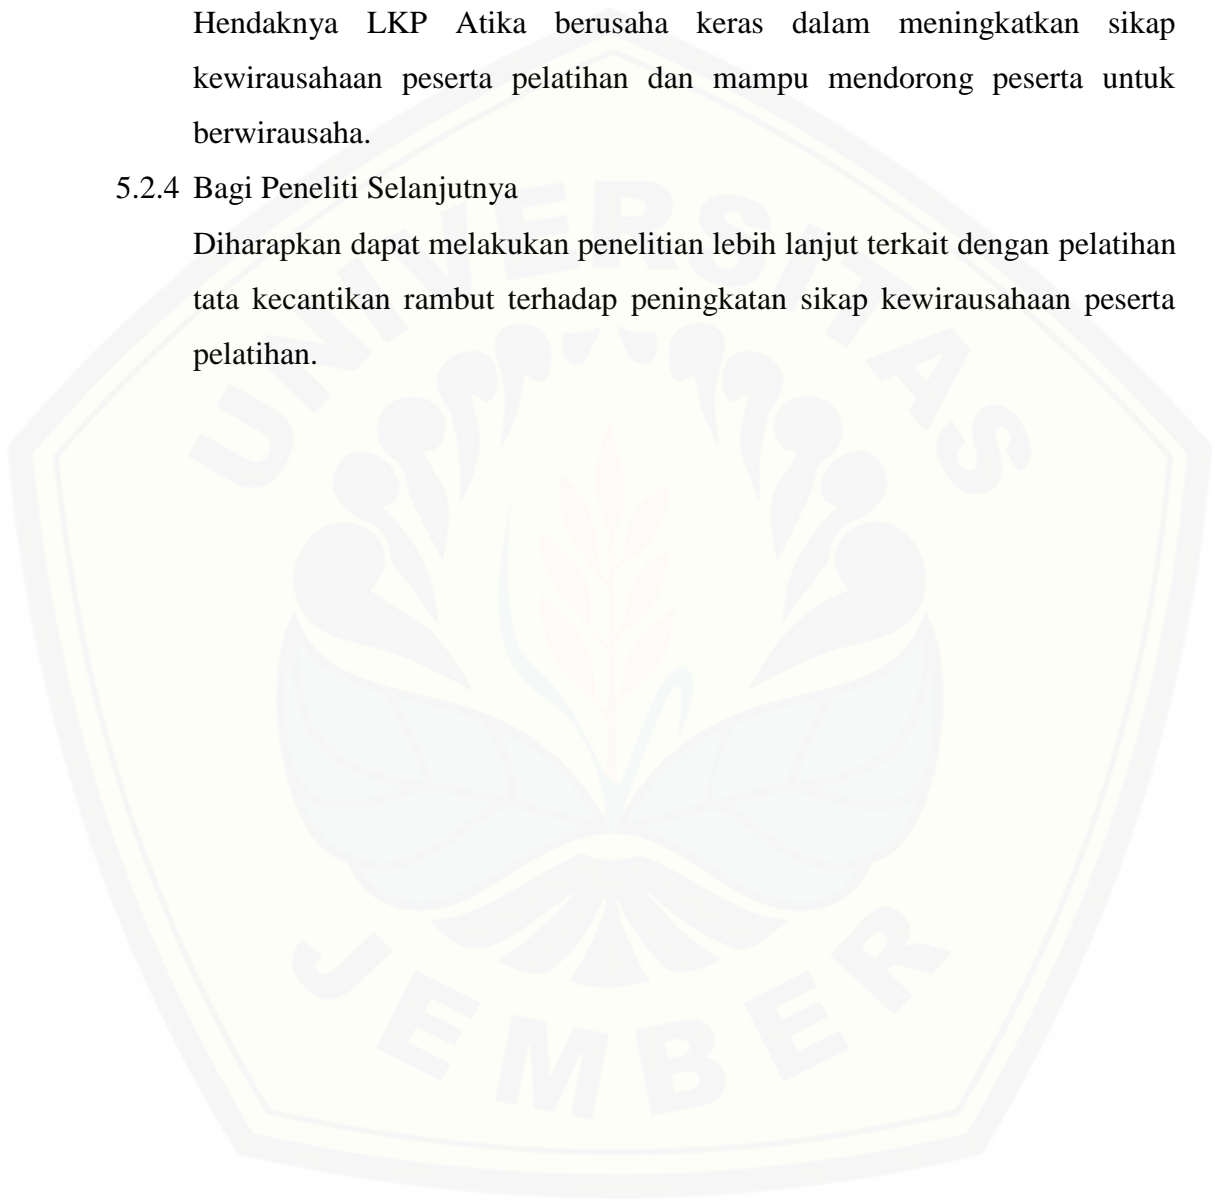 Hendaknya LKP Atika berusaha keras dalam meningkatkan sikap
kewirausahaan peserta pelatihan dan mampu mendorong peserta untuk
berwirausaha.
5.2.4 Bagi Peneliti Selanjutnya
Diharapkan dapat melakukan penelitian lebih lanjut terkait dengan pelatihan
tata kecantikan rambut terhadap peningkatan sikap kewirausahaan peserta
pelatihan.
UNIVERSITAS
JEMBER